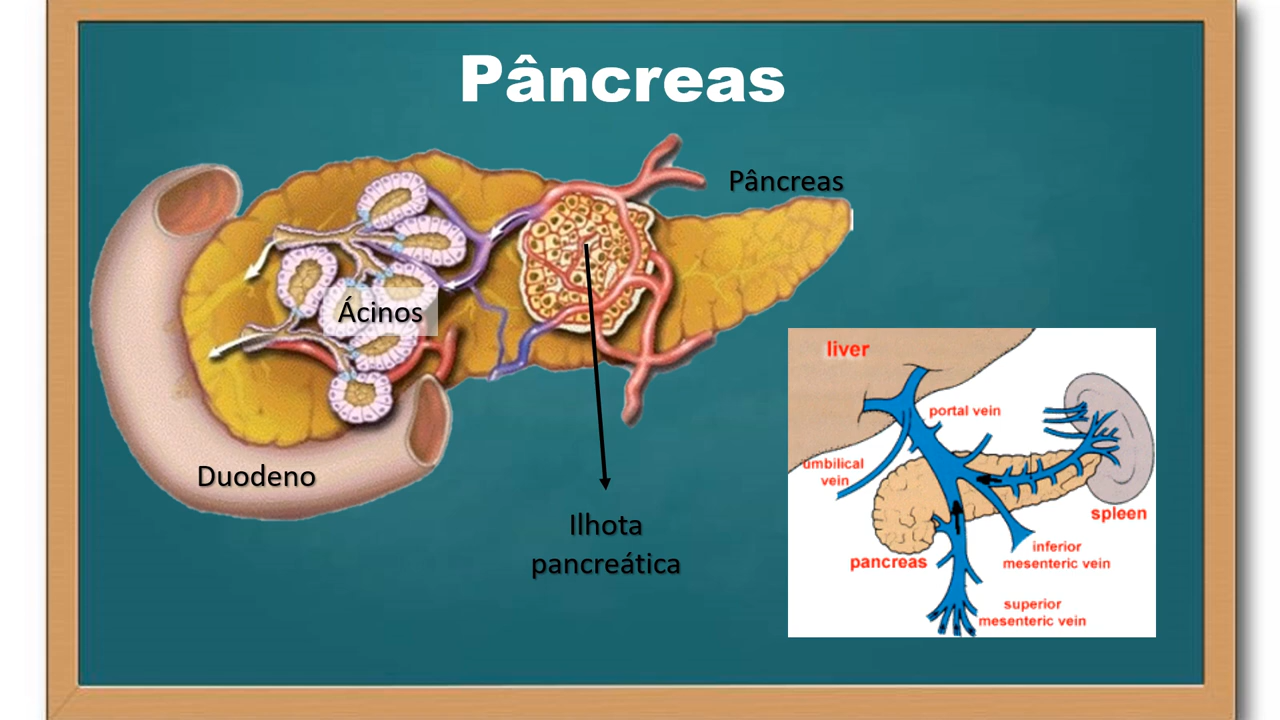 Pâncreas
Pâncreas
Ácinos
Duodeno
Ilhota
pancreática
liver
portal vein
umbilical
vein
spleen
inferior
mesenteric vein
pancreas
superior
mesenteric vein